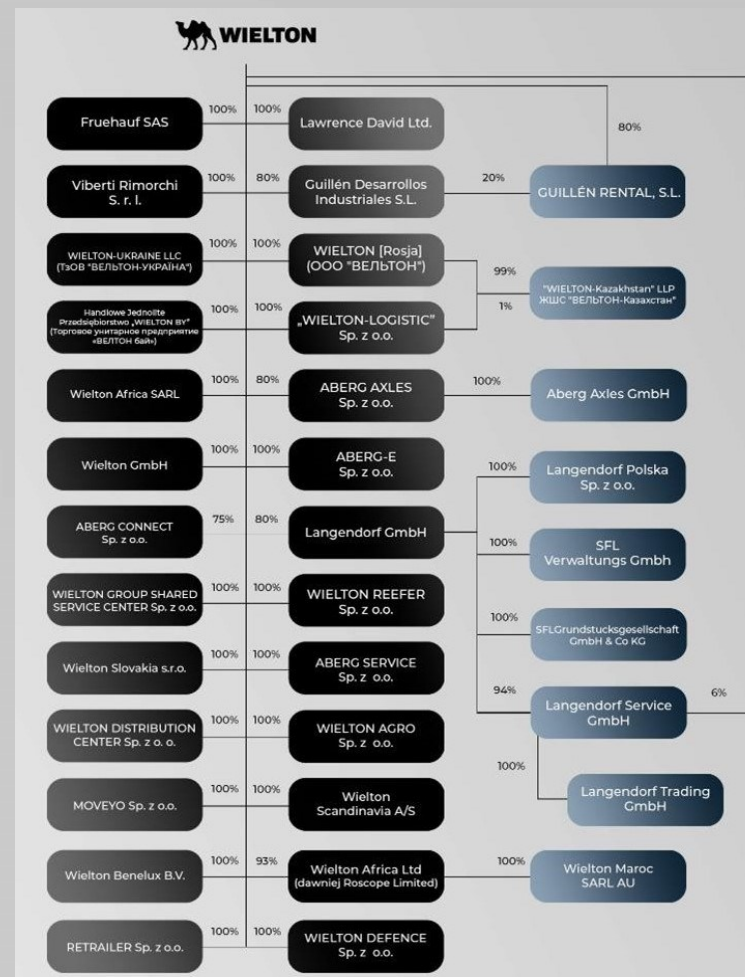 WIELTON
80%
Fruehauf SAS
100%
100%
Lawrence David Ltd.
Viberti Rimorchi
S. r. l.
100%
80%
Guillén Desarrollos
Industriales S.L.
20%
GUILLÉN RENTAL, S.L.
WIELTON-UKRAINE LLC
(ТзОВ "ВЕЛЬТОН-УКРАЇНА")
100%
100%
WIELTON [Rosja]
(ООО "ВЕЛЬТОН")
99%
1%
"WIELTON-Kazakhstan" LLP
ЖШС "ВЕЛЬТОН-Казахстан"
Handlowe Jednolite
Przedsiębiorstwo „WIELTON BY"
(Торговое унитарное предприятие
«ВЕЛТОН бай»)
100%
100%
„WIELTON-LOGISTIC"
Sp. z o.o.
Wielton Africa SARL
100%
80%
ABERG AXLES
Sp. z o.o.
100%
Aberg Axles GmbH
Wielton GmbH
100%
100%
ABERG-E
Sp. z o.o.
100%
Langendorf Polska
Sp. z o.o.
ABERG CONNECT
Sp. z o.o.
75%
80%
Langendorf GmbH
100%
SFL
Verwaltungs Gmbh
WIELTON GROUP SHARED
SERVICE CENTER Sp. z o.o.
100%
100%
WIELTON REEFER
Sp. z o.o.
100%
SFLGrundstucksgesellschaft
GmbH & Co KG
Wielton Slovakia s.r.o.
100%
100%
ABERG SERVICE
Sp. z o.o.
94%
Langendorf Service
GmbH
6%
WIELTON DISTRIBUTION
CENTER Sp. z o. o.
100%
100%
WIELTON AGRO
Sp. z o.o.
100%
Langendorf Trading
GmbH
MOVEYO Sp. z o.o.
100%
100%
Wielton
Scandinavia A/S
Wielton Benelux B.V.
100%
93%
Wielton Africa Ltd
(dawniej Roscope Limited)
100%
Wielton Maroc
SARL AU
RETRAILER Sp. z o.o.
100%
100%
WIELTON DEFENCE
Sp. z o.o.